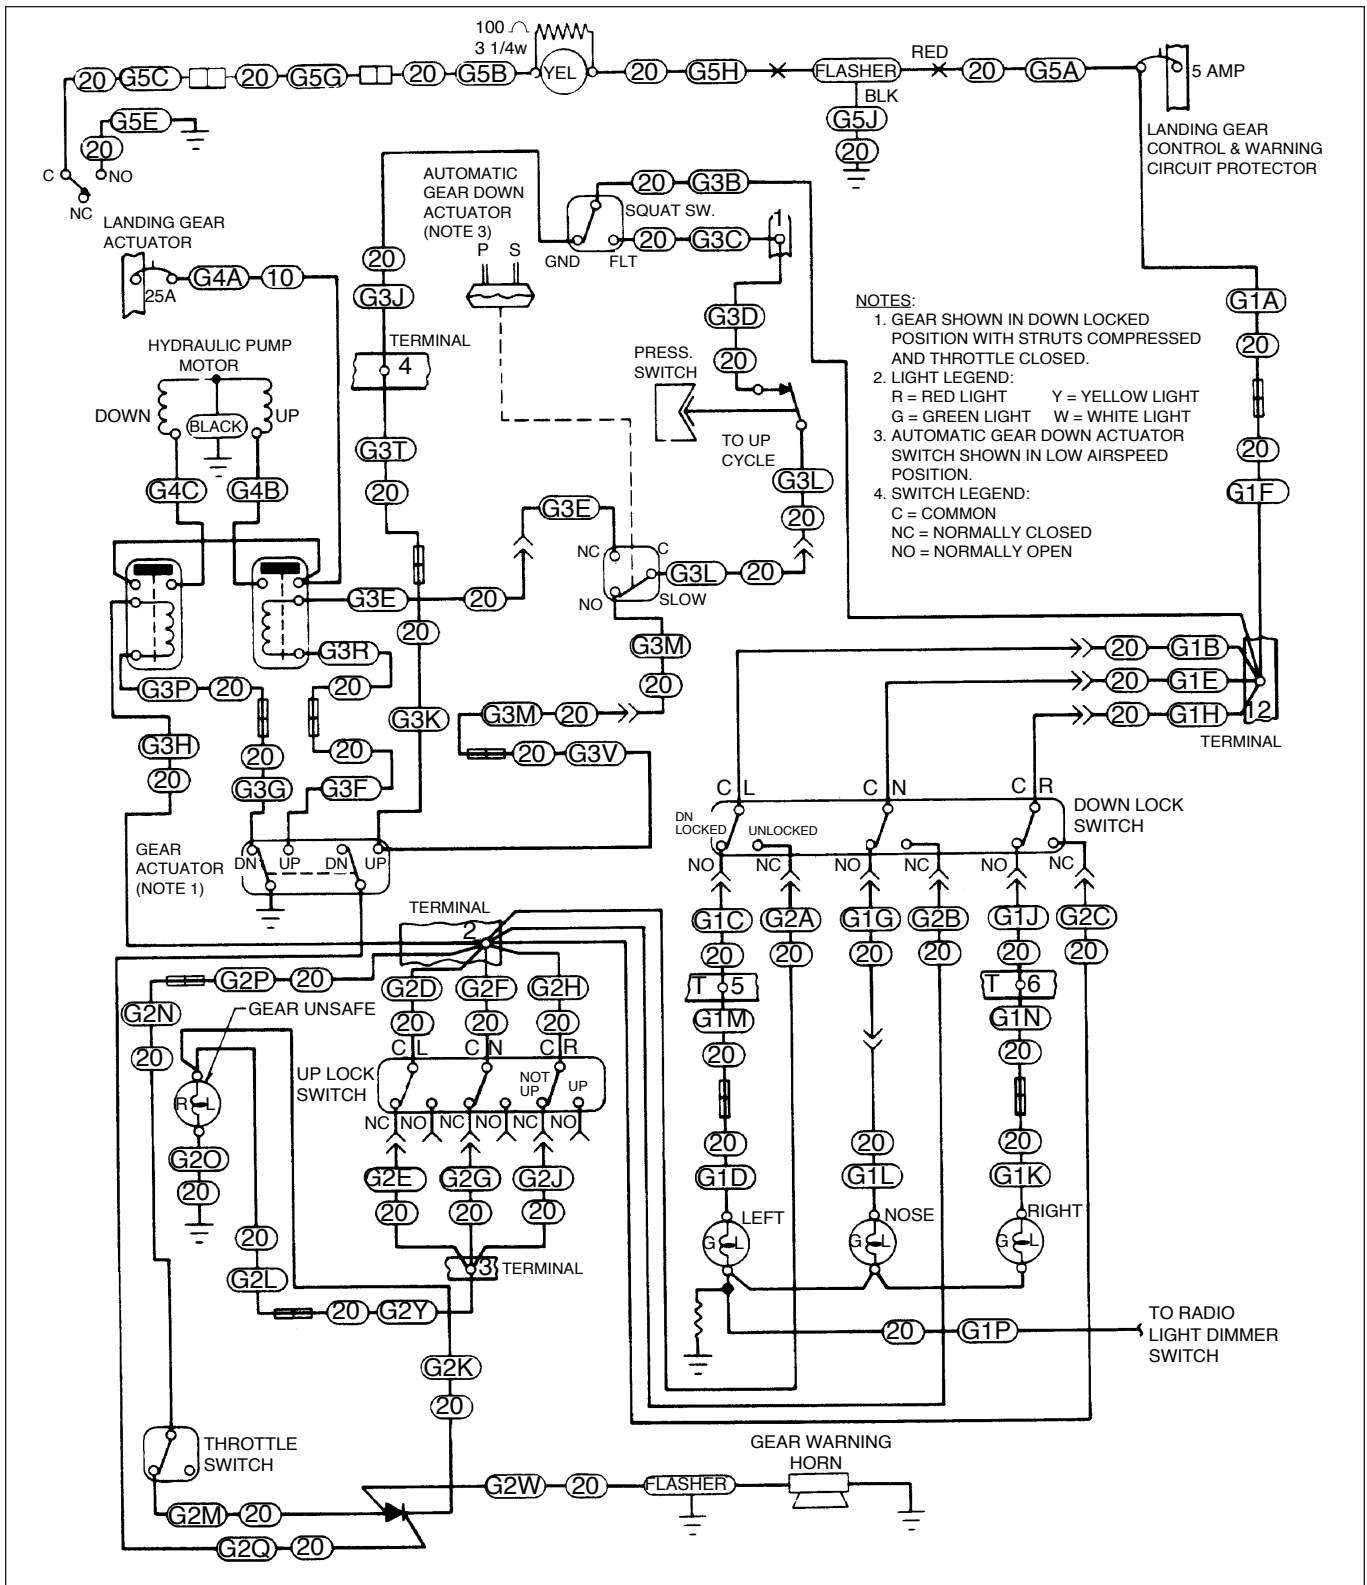 100
3 1/4w
RED
20 G5C 20 G5G 20 G5B YEL 20 G5H FLASHER 20 G5A 5 AMP
BLK
G5J
20
LANDING GEAR
CONTROL & WARNING
CIRCUIT PROTECTOR
G5E
20
C NO
NC
LANDING GEAR
ACTUATOR
25A
G4A 10
AUTOMATIC
GEAR DOWN
ACTUATOR
(NOTE 3)
P S
20 G3B
SQUAT SW.
20 G3C 1
GND FLT
20
G3J
TERMINAL
4
G3T
20
G3D
20
PRESS.
SWITCH
TO UP
CYCLE
G3L
20
NOTES:
1. GEAR SHOWN IN DOWN LOCKED
POSITION WITH STRUTS COMPRESSED
AND THROTTLE CLOSED.
2. LIGHT LEGEND:
R = RED LIGHT Y = YELLOW LIGHT
G = GREEN LIGHT W = WHITE LIGHT
3. AUTOMATIC GEAR DOWN ACTUATOR
SWITCH SHOWN IN LOW AIRSPEED
POSITION.
4. SWITCH LEGEND:
C = COMMON
NC = NORMALLY CLOSED
NO = NORMALLY OPEN
G1A
20
20
G1F
HYDRAULIC PUMP
MOTOR
DOWN BLACK UP
G4C G4B
G3E
NC C
G3L 20
NO SLOW
G3E 20
20
G3M
20
G3R
20
G3P 20
G3K
G3M 20
20 G3V
G3H
20
20
G3G
20
G3F
20 G1B
20 G1E
20 G1H 12
TERMINAL
GEAR
ACTUATOR
(NOTE 1)
DN UP DN UP
C L C N C R
DOWN LOCK
SWITCH
DN
LOCKED UNLOCKED
NO NC NO NC NO NC
G1C G2A G1G G2B G1J G2C
20 20 20 20 20 20
T 5 T 6
G1M G1N
20 20
20 20 20
G1D G1L G1K
LEFT NOSE RIGHT
G L G L G L
20 G1P
TO RADIO
LIGHT DIMMER
SWITCH
TERMINAL
2
G2P 20
G2N
20
GEAR UNSAFE
G2D G2F G2H
20 20 20
C L C N C R
UP LOCK
SWITCH
NOT
UP UP
NC NO NC NO NC NO
R L
G2O
20
G2E G2G G2J
20 20 20
3 TERMINAL
20
G2L
20 G2Y
G2K
20
THROTTLE
SWITCH
GEAR WARNING
HORN
G2W 20 FLASHER
G2M 20
G2Q 20